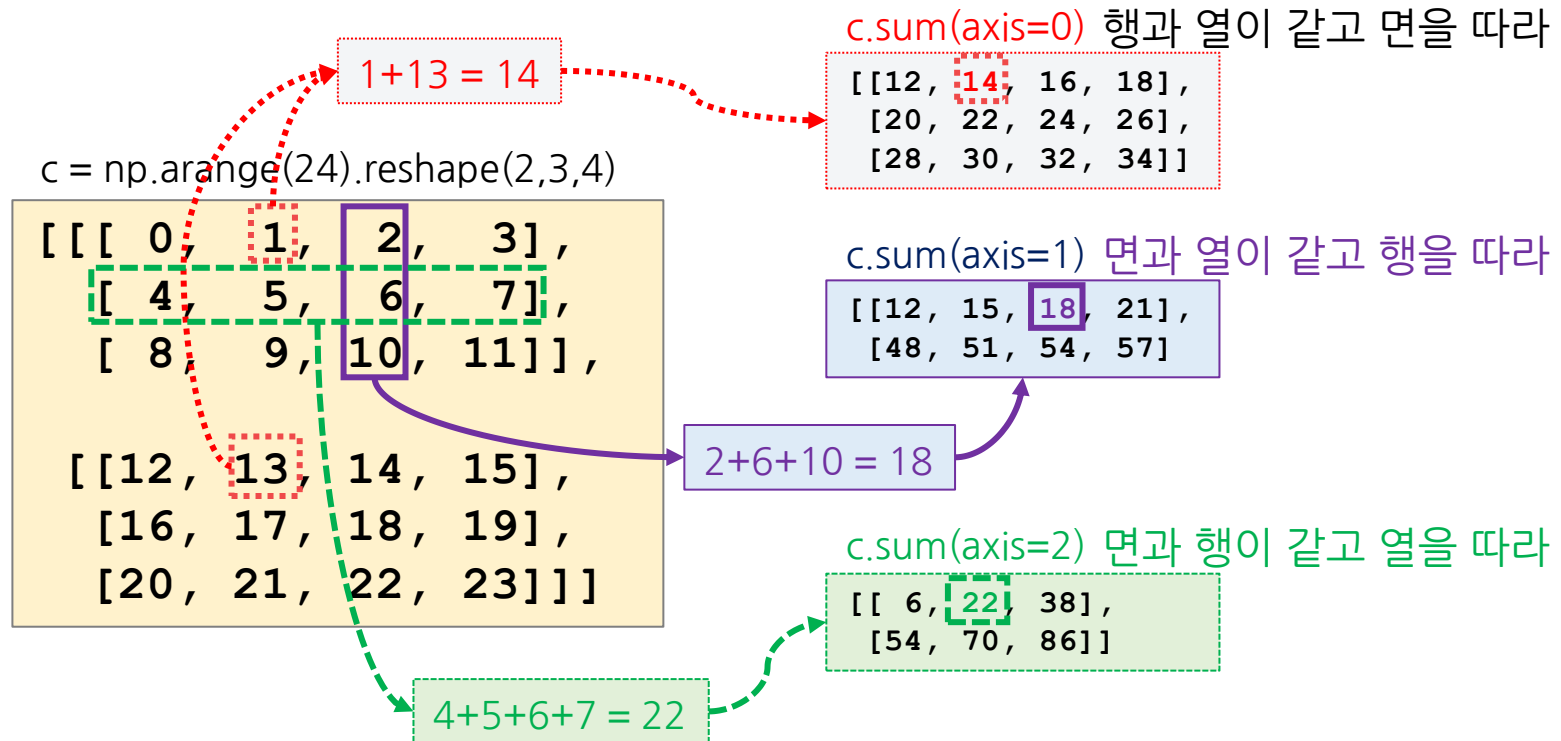 c.sum(axis=0) 행과 열이 같고 면을 따라
1+13 = 14
[[12, 14, 16, 18],
[20, 22, 24, 26],
[28, 30, 32, 34]]
c = np.arange(24).reshape(2,3,4)
[[[ 0, 1, 2, 3],
[ 4, 5, 6, 7],
[ 8, 9, 10, 11]],
[[12, 13, 14, 15],
[16, 17, 18, 19],
[20, 21, 22, 23]]]
c.sum(axis=1) 면과 열이 같고 행을 따라
[[12, 15, 18, 21],
[48, 51, 54, 57]
2+6+10 = 18
c.sum(axis=2) 면과 행이 같고 열을 따라
[[ 6, 22, 38],
[54, 70, 86]]
4+5+6+7 = 22